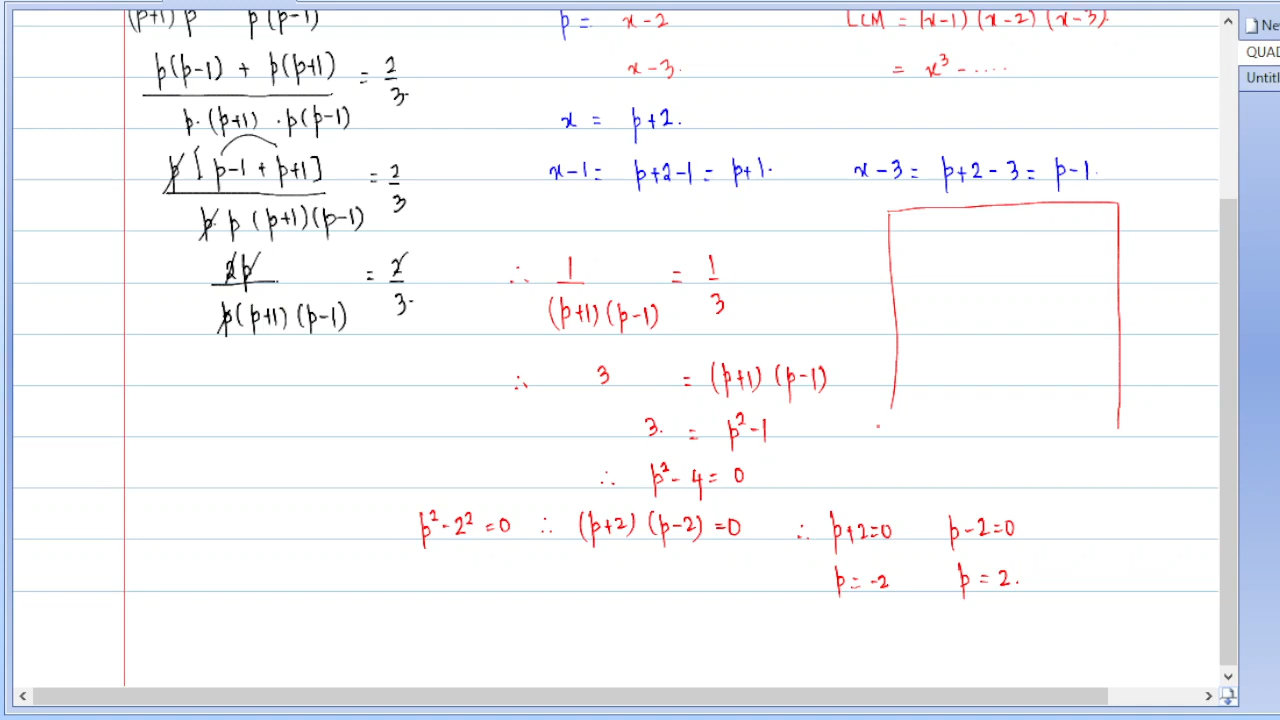 (p+1) p   p (p-1)
p = x-2
LCM = (x-1) (x-2) (x-3).
p(p-1) + p(p+1) / p·(p+1) · p(p-1) = 2/3
x-3.
= x³ - ....
x = p+2.
p [p-1 + p+1] / p· p (p+1)(p-1) = 2/3
x-1 = p+2-1 = p+1.
x-3 = p+2-3 = p-1.
2p / p(p+1)(p-1) = 2/3.
∴ 1 / (p+1)(p-1) = 1/3
∴ 3 = (p+1) (p-1)
3. = p²-1
∴ p² - 4 = 0
p² - 2² = 0 ∴ (p+2) (p-2) = 0 ∴ p+2=0 p-2=0
p = -2 p = 2.
Ne
QUAD
Untitl